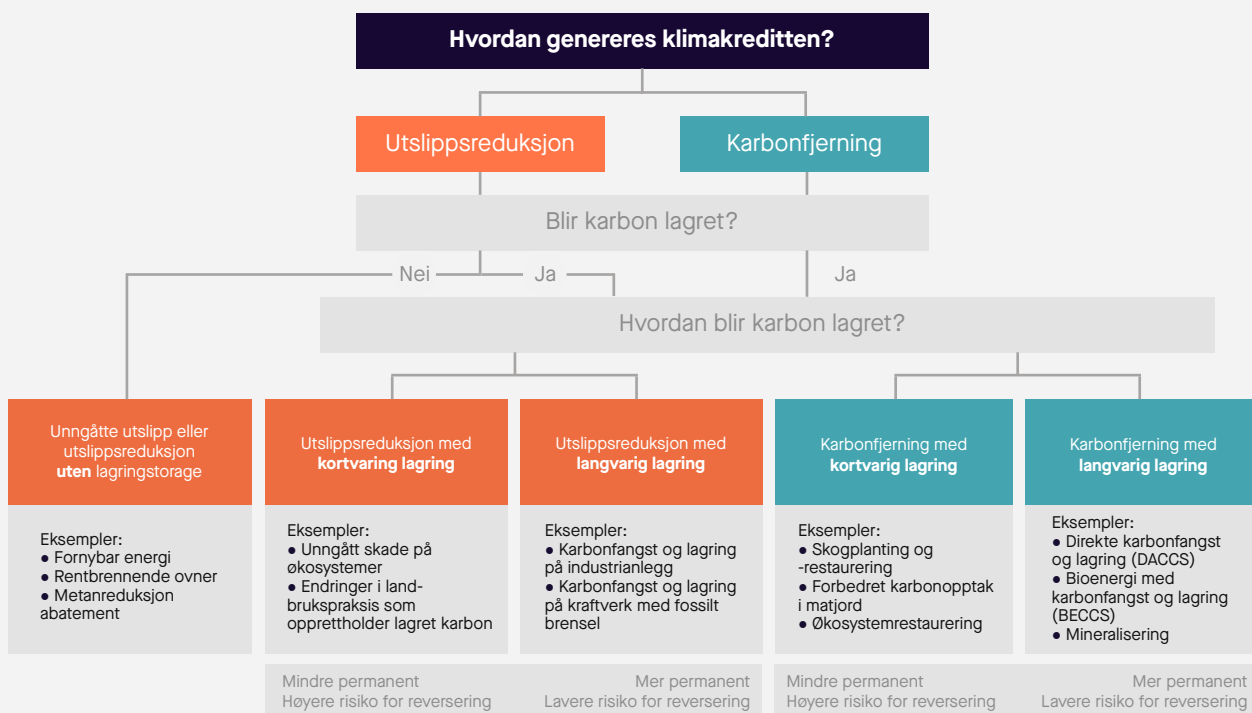 Hvordan genereres klimakreditten?
Utslippsreduksjon
Karbonfjerning
Blir karbon lagret?
Nei
Ja
Ja
Hvordan blir karbon lagret?
Unngåtte utslipp eller
utslippsreduksjon
uten lagringstorage
Eksempler:
● Fornybar energi
● Rentbrennende ovner
● Metanreduksjon
abatement
Utslippsreduksjon med
kortvaring lagring
Eksempler:
● Unngått skade på
økosystemer
● Endringer i land-
brukspraksis som
opprettholder lagret karbon
Utslippsreduksjon med
langvarig lagring
Eksempler:
● Karbonfangst og lagring
på industrianlegg
● Karbonfangst og lagring
på kraftverk med fossilt
brensel
Karbonfjerning med
kortvarig lagring
Eksempler:
● Skogplanting og
-restaurering
● Forbedret karbonopptak
i matjord
● Økosystemrestaurering
Karbonfjerning med
langvarig lagring
Eksempler:
● Direkte karbonfangst
og lagring (DACCS)
● Bioenergi med
karbonfangst og lagring
(BECCS)
● Mineralisering
Mindre permanent
Høyere risiko for reversering
Mer permanent
Lavere risiko for reversering
Mindre permanent
Høyere risiko for reversering
Mer permanent
Lavere risiko for reversering